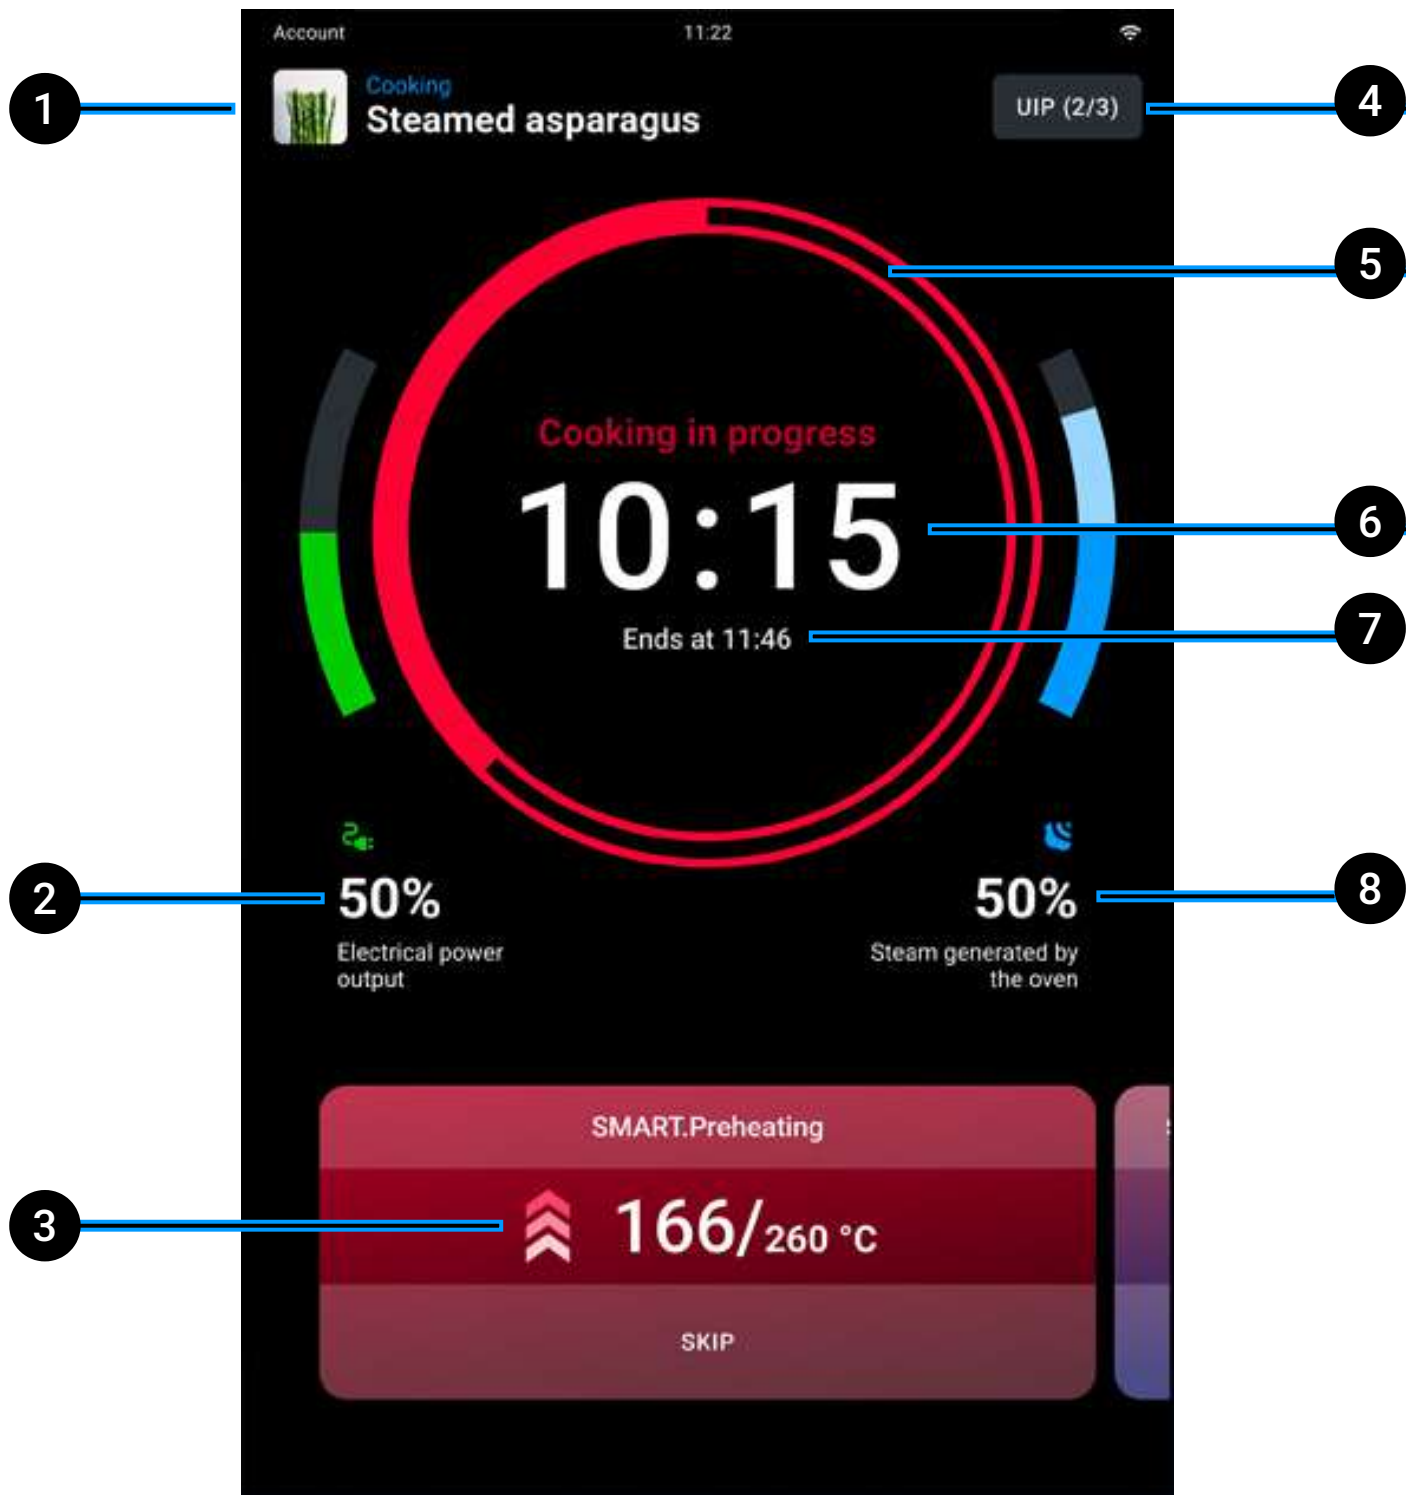 Account 11:22
1
Cooking
Steamed asparagus
UIP (2/3)
4
5
Cooking in progress
10:15
6
Ends at 11:46
7
2
50%
Electrical power
output
50%
8
Steam generated by
the oven
SMART.Preheating
3
166/260 °C
SKIP